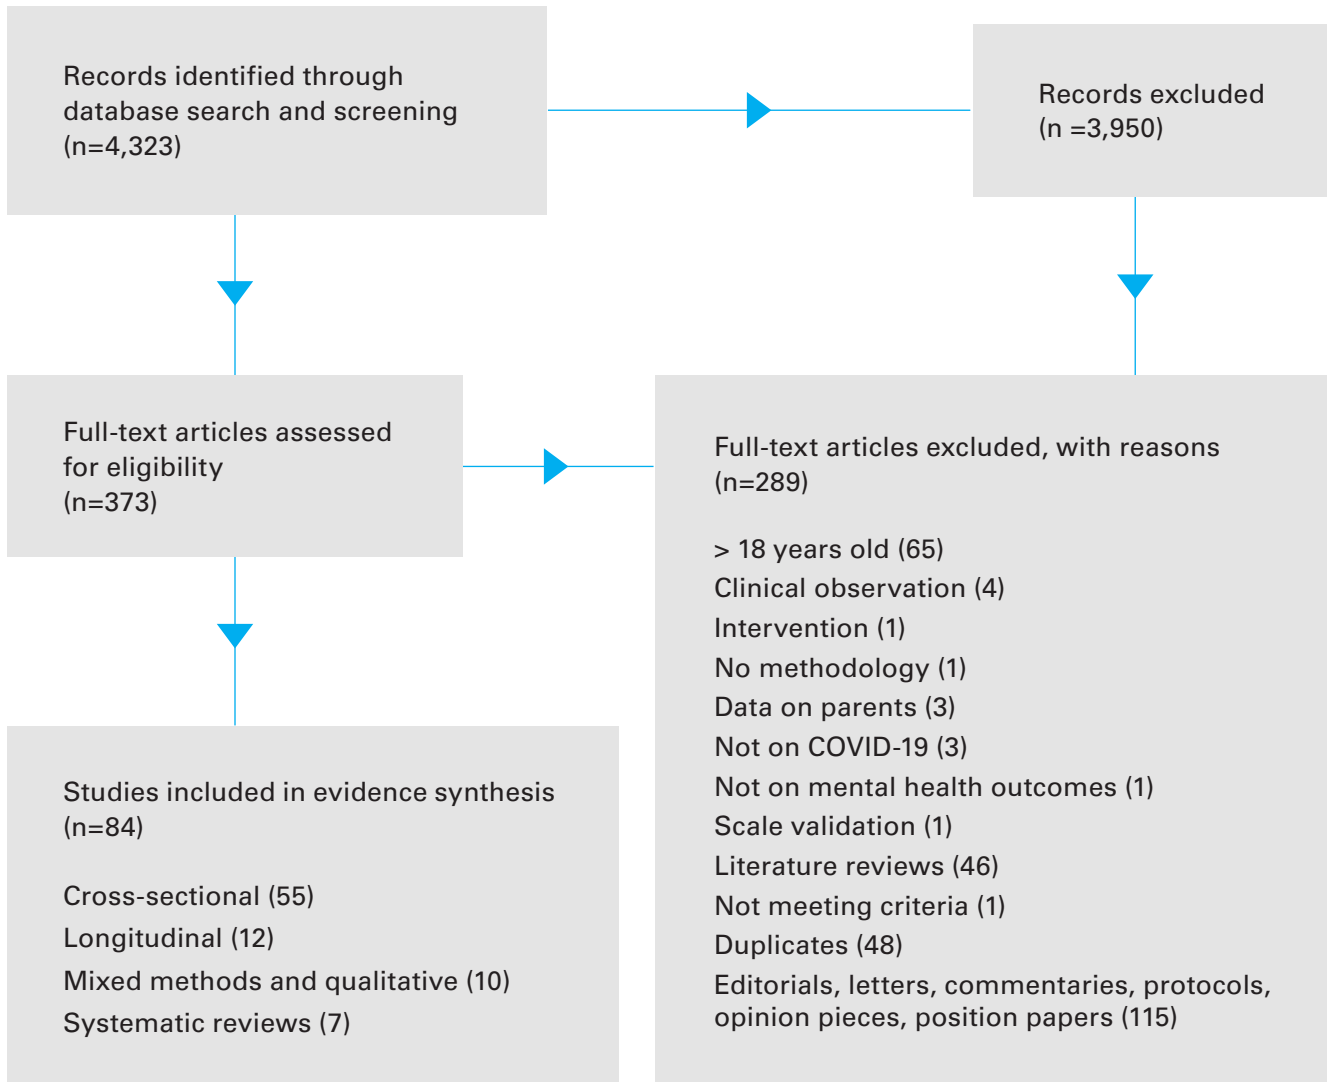 Records identified through
database search and screening
(n=4,323)
Records excluded
(n =3,950)
Full-text articles assessed
for eligibility
(n=373)
Full-text articles excluded, with reasons
(n=289)
> 18 years old (65)
Clinical observation (4)
Intervention (1)
No methodology (1)
Data on parents (3)
Not on COVID-19 (3)
Not on mental health outcomes (1)
Scale validation (1)
Literature reviews (46)
Not meeting criteria (1)
Duplicates (48)
Editorials, letters, commentaries, protocols,
opinion pieces, position papers (115)
Studies included in evidence synthesis
(n=84)
Cross-sectional (55)
Longitudinal (12)
Mixed methods and qualitative (10)
Systematic reviews (7)